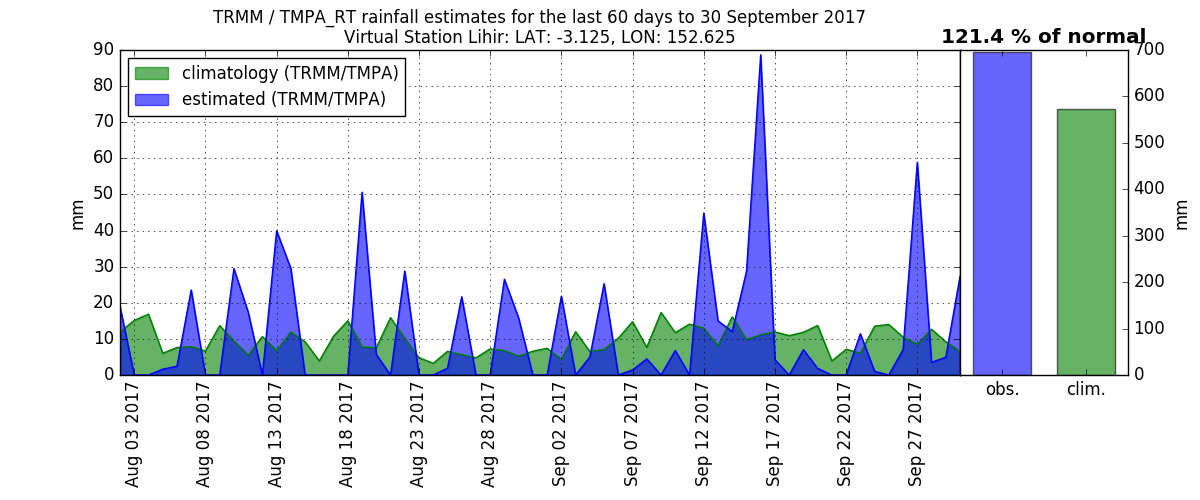 TRMM / TMPA_RT rainfall estimates for the last 60 days to 30 September 2017
Virtual Station Lihir: LAT: -3.125, LON: 152.625
121.4 % of normal
climatology (TRMM/TMPA)
estimated (TRMM/TMPA)
mm
90
80
70
60
50
40
30
20
10
0
Aug 03 2017
Aug 08 2017
Aug 13 2017
Aug 18 2017
Aug 23 2017
Aug 28 2017
Sep 02 2017
Sep 07 2017
Sep 12 2017
Sep 17 2017
Sep 22 2017
Sep 27 2017
obs.
clim.
700
600
500
400
300
200
100
0
mm